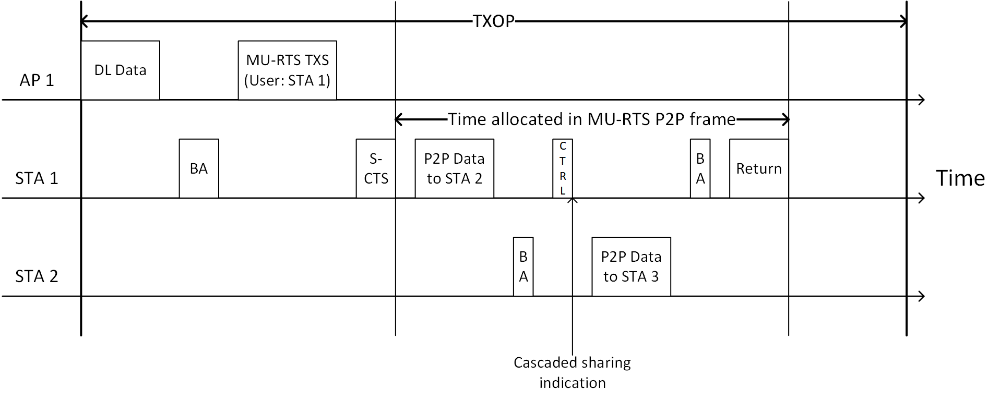 TXOP
AP 1
DL Data
MU-RTS TXS
(User: STA 1)
Time allocated in MU-RTS P2P frame
STA 1
BA
S-
CTS
P2P Data
to STA 2
C
T
R
L
B
A
Return
Time
STA 2
B
A
P2P Data
to STA 3
Cascaded sharing
indication